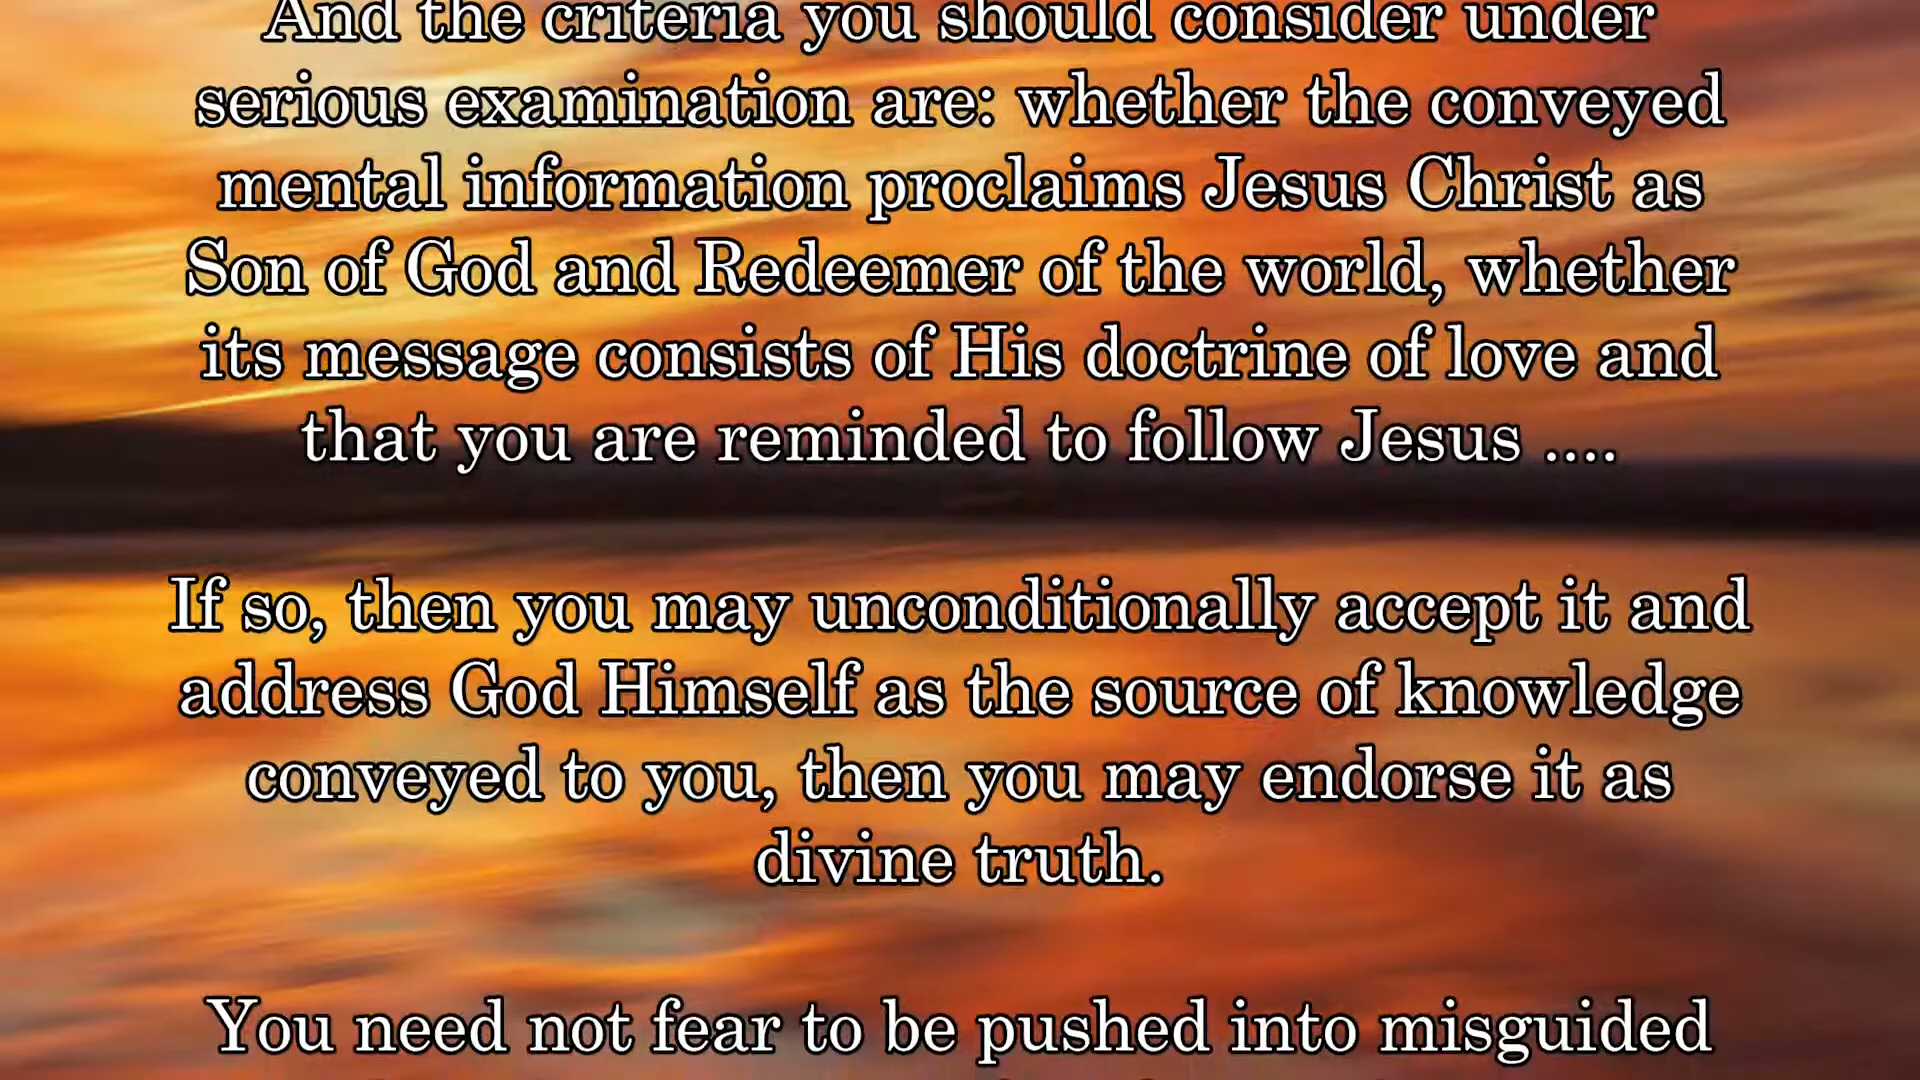 And the criteria you should consider under
serious examination are: whether the conveyed
mental information proclaims Jesus Christ as
Son of God and Redeemer of the world, whether
its message consists of His doctrine of love and
that you are reminded to follow Jesus ....
If so, then you may unconditionally accept it and
address God Himself as the source of knowledge
conveyed to you, then you may endorse it as
divine truth.
You need not fear to be pushed into misguided